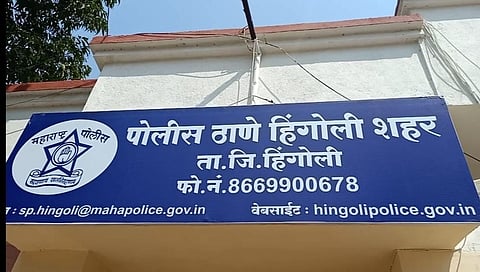 महाराष्ट्र पोलीस
पोलीस ठाणे हिंगोली शहर
ता.जि.हिंगोली
फो.नं.8669900678
: sp.hingoli@mahapolice.gov.in वेबसाईट : hingolipolice.gov.in